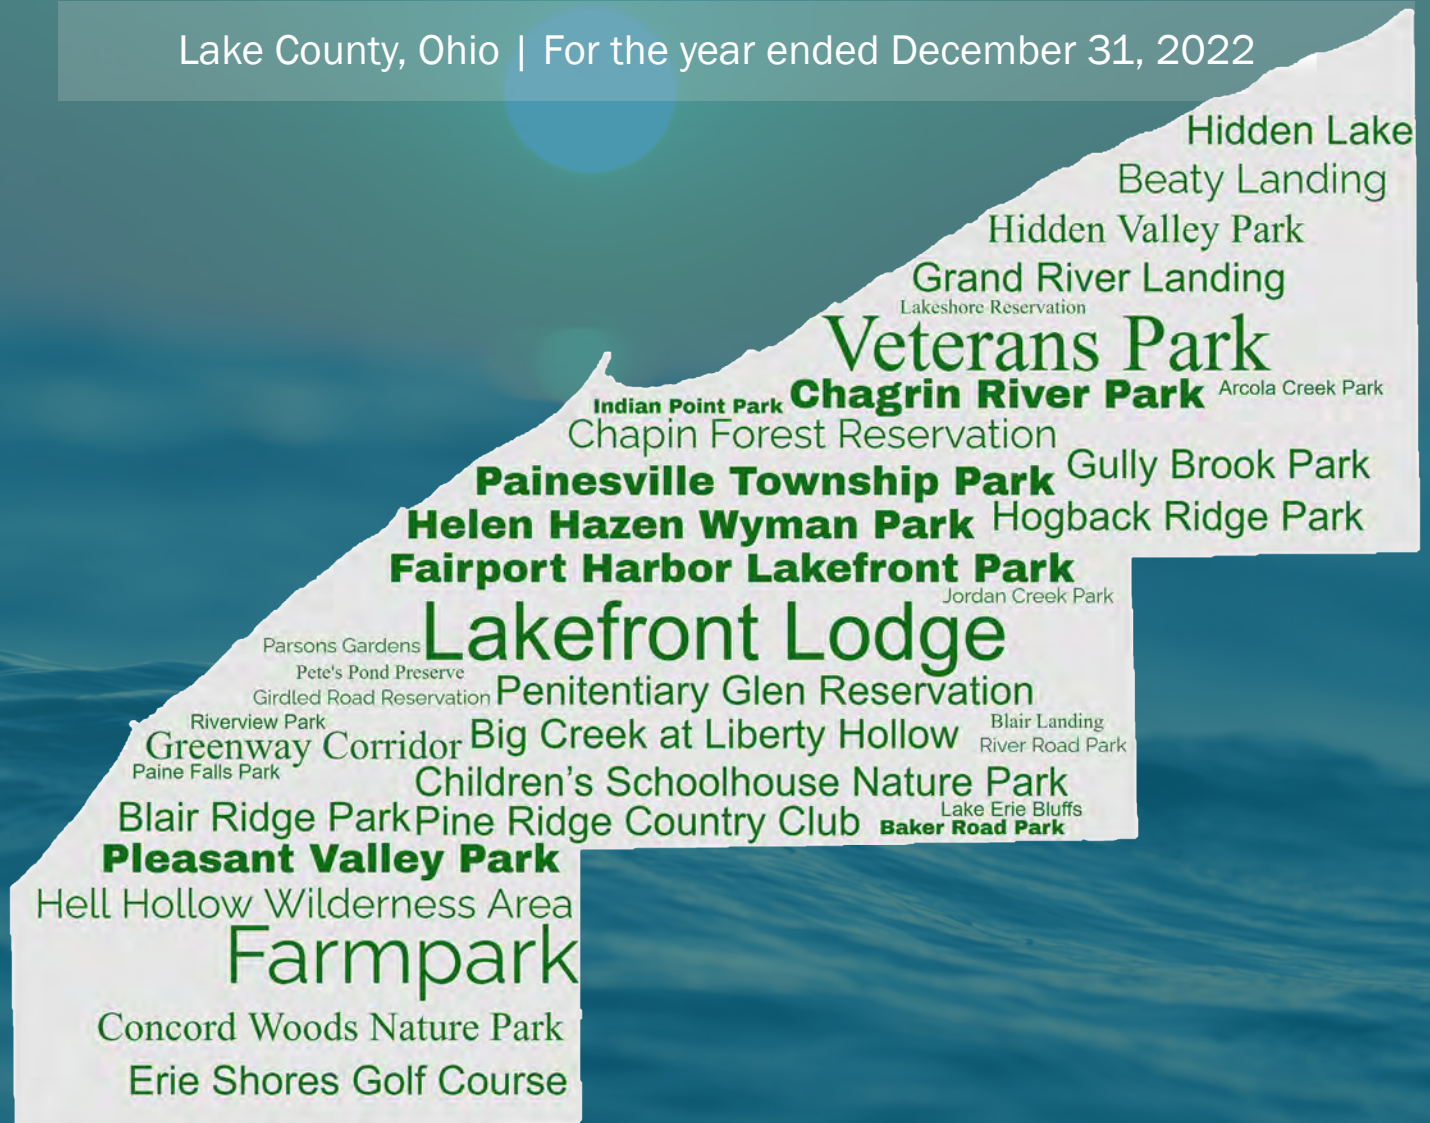 Lake County, Ohio | For the year ended December 31, 2022
Hidden Lake
Beaty Landing
Hidden Valley Park
Grand River Landing
Lakeshore Reservation
Veterans Park
Indian Point Park Chagrin River Park Arcola Creek Park
Chapin Forest Reservation
Painesville Township Park Gully Brook Park
Helen Hazen Wyman Park Hogback Ridge Park
Fairport Harbor Lakefront Park
Jordan Creek Park
Parsons Gardens Lakefront Lodge
Pete's Pond Preserve
Girdled Road Reservation Penitentiary Glen Reservation
Riverview Park
Greenway Corridor Big Creek at Liberty Hollow Blair Landing
River Road Park
Paine Falls Park
Children’s Schoolhouse Nature Park
Blair Ridge Park Pine Ridge Country Club Lake Erie Bluffs
Baker Road Park
Pleasant Valley Park
Hell Hollow Wilderness Area
Farmpark
Concord Woods Nature Park
Erie Shores Golf Course